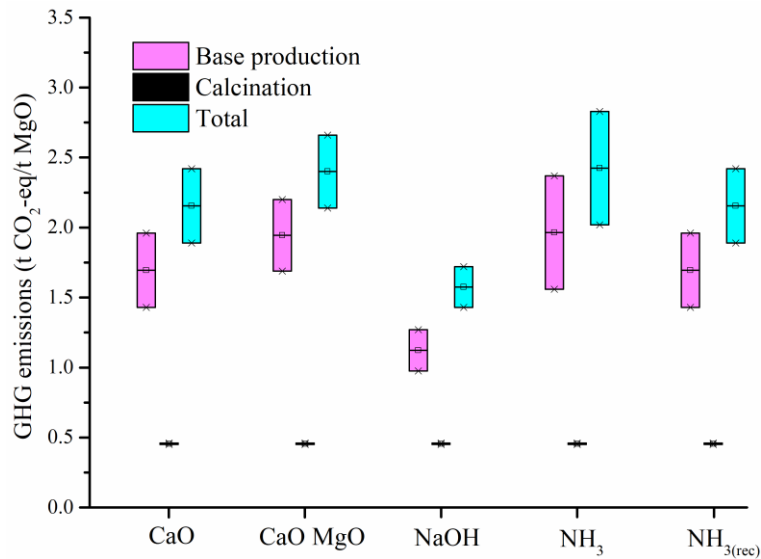 GHG emissions (t CO₂-eq/t MgO)
3.5
3.0
2.5
2.0
1.5
1.0
0.5
0.0
Base production
Calcination
Total
CaO
CaO MgO
NaOH
NH₃
NH₃₍rec₎